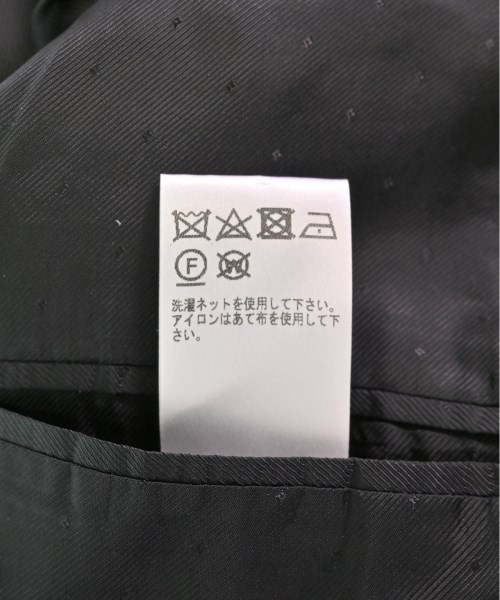 F W
洗濯ネットを使用して下さい。
アイロンはあて布を使用して下
さい。